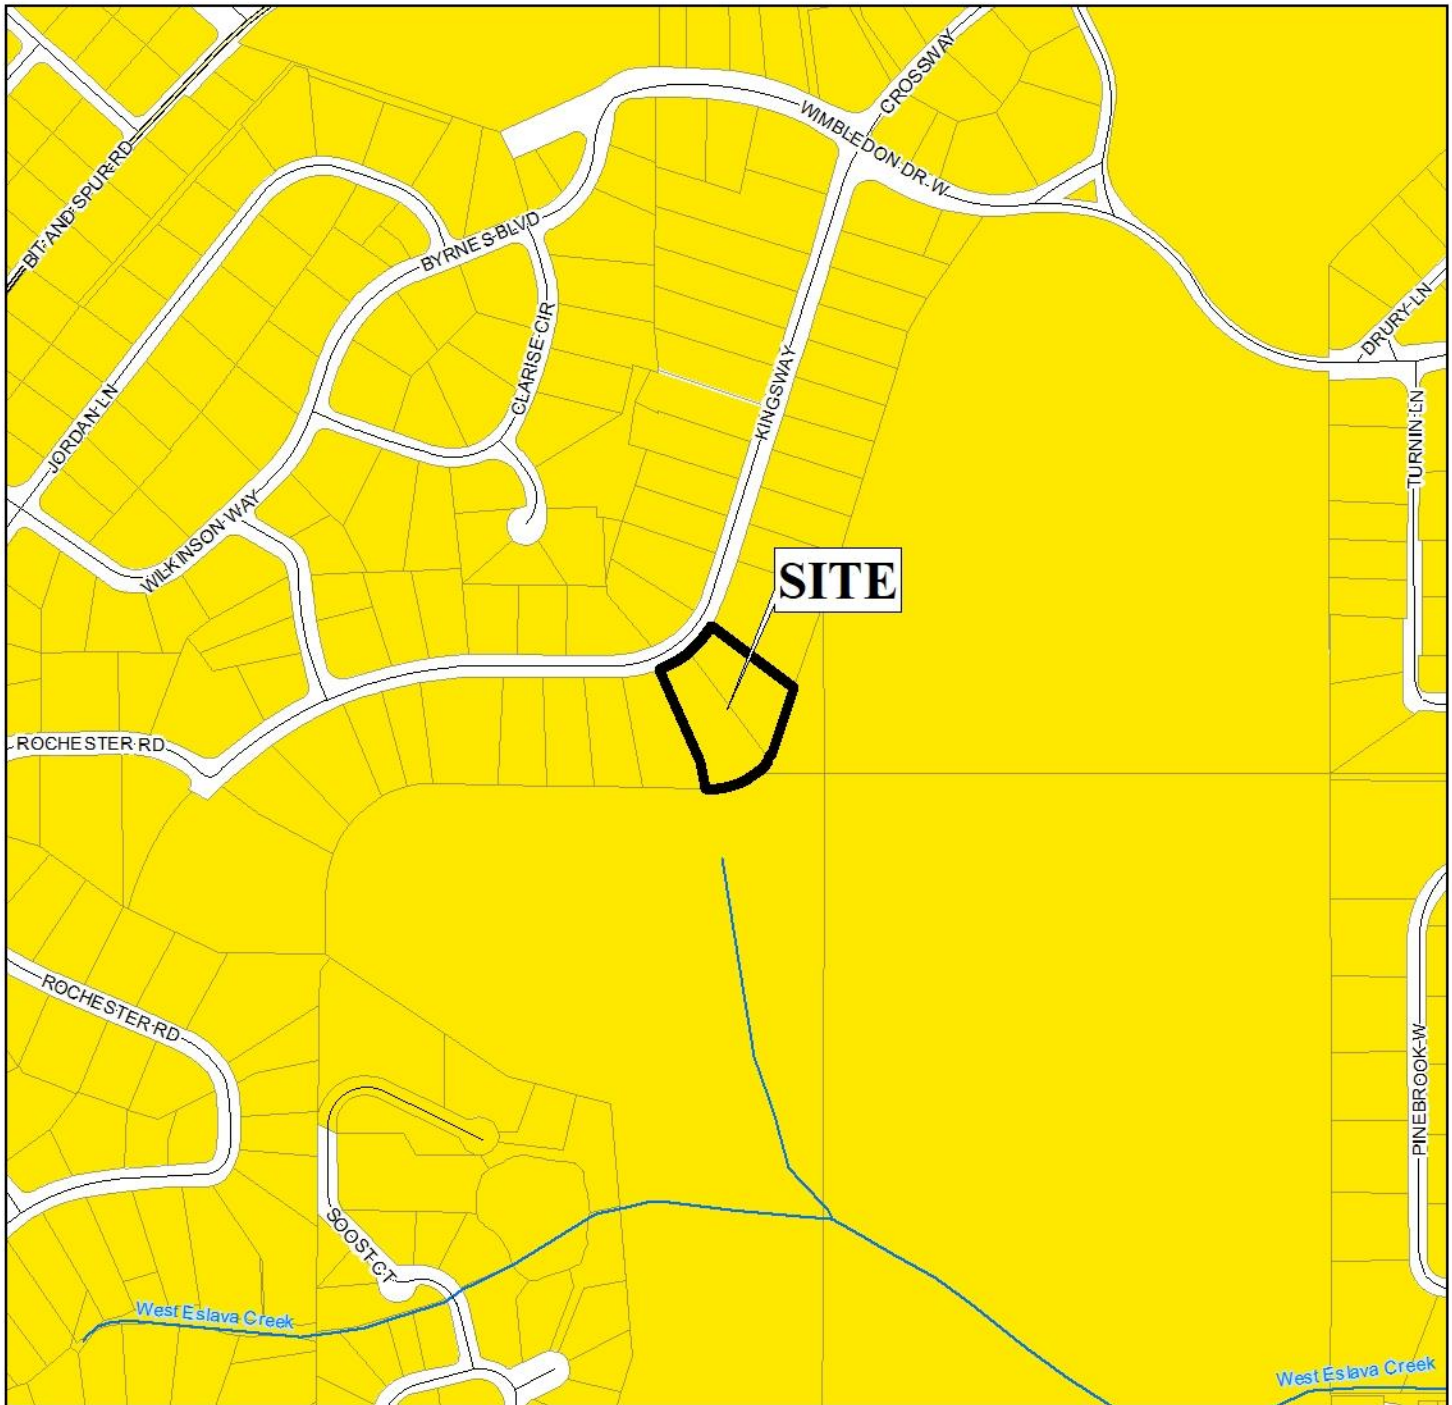 CROSSWAY
WIMBLEDON DR W
BIT AND SPUR RD
BYRNES BLVD
CLARISE CIR
DRURY LN
JORDAN LN
KINGSWAY
TURNIN LN
WILKINSON WAY
SITE
ROCHESTER RD
ROCHESTER RD
PINEBROOK W
SOOST CT
West Eslava Creek
West Eslava Creek